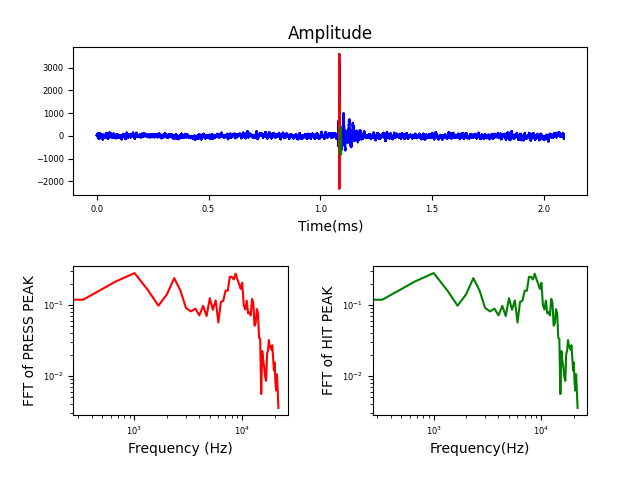 Amplitude
3000
2000
1000
0
−1000
−2000
0.0 0.5 1.0 1.5 2.0
Time(ms)
FFT of PRESS PEAK
10⁻¹
10⁻²
10³ 10⁴
Frequency (Hz)
FFT of HIT PEAK
10⁻¹
10⁻²
10³ 10⁴
Frequency(Hz)